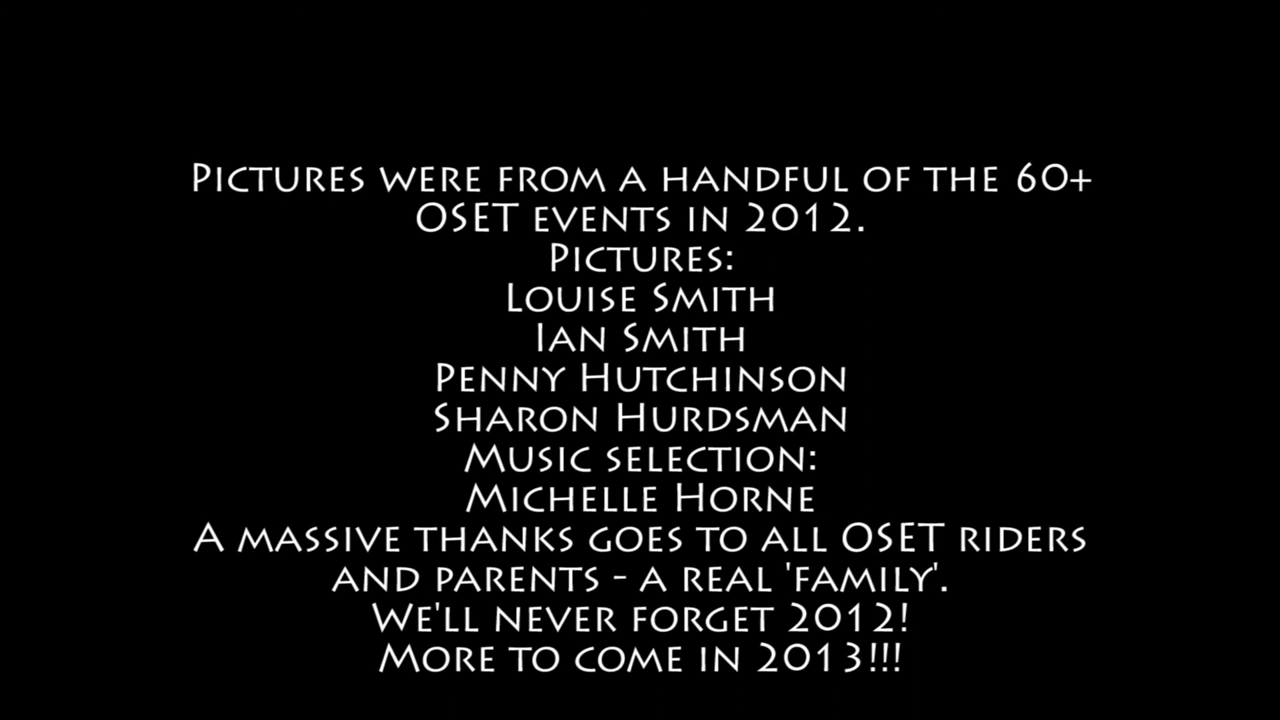 Pictures were from a handful of the 60+
OSET events in 2012.
Pictures:
Louise Smith
Ian Smith
Penny Hutchinson
Sharon Hurdsman
Music selection:
Michelle Horne
A massive thanks goes to all OSET riders
and parents - a real 'family'.
We'll never forget 2012!
More to come in 2013!!!